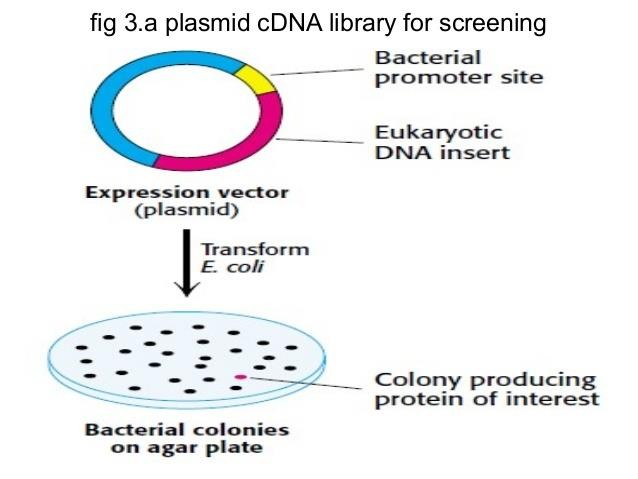 fig 3.a plasmid cDNA library for screening
Bacterial
promoter site
Eukaryotic
DNA insert
Expression vector
(plasmid)
Transform
E. coli
Colony producing
protein of interest
Bacterial colonies
on agar plate